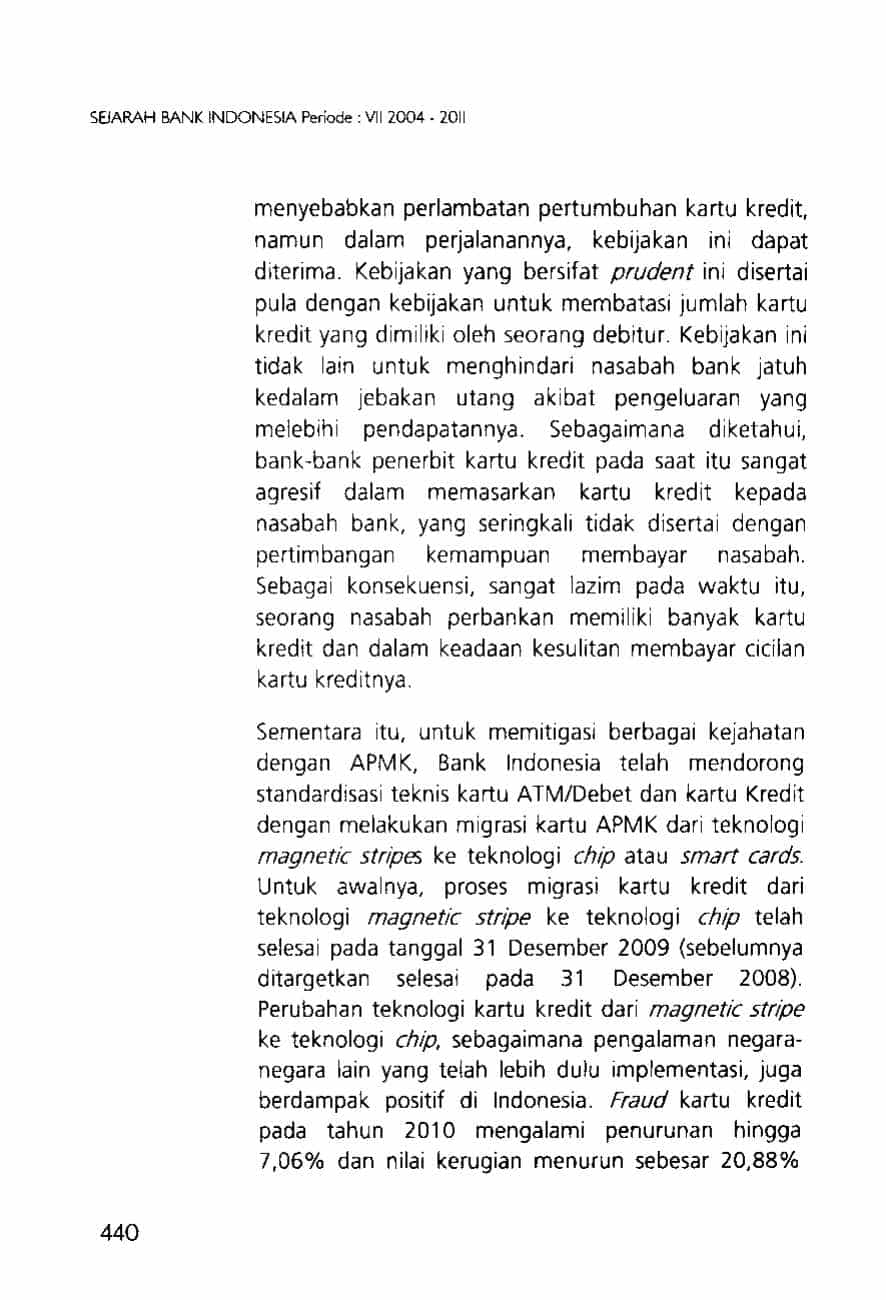 SEJARAH BANK INDONESIA Periode : VII 2004 - 2011
menyebabkan perlambatan pertumbuhan kartu kredit,
namun dalam perjalanannya, kebijakan ini dapat
diterima. Kebijakan yang bersifat prudent ini disertai
pula dengan kebijakan untuk membatasi jumlah kartu
kredit yang dimiliki oleh seorang debitur. Kebijakan ini
tidak lain untuk menghindari nasabah bank jatuh
kedalam jebakan utang akibat pengeluaran yang
melebihi pendapatannya. Sebagaimana diketahui,
bank-bank penerbit kartu kredit pada saat itu sangat
agresif dalam memasarkan kartu kredit kepada
nasabah bank, yang seringkali tidak disertai dengan
pertimbangan kemampuan membayar nasabah.
Sebagai konsekuensi, sangat lazim pada waktu itu,
seorang nasabah perbankan memiliki banyak kartu
kredit dan dalam keadaan kesulitan membayar cicilan
kartu kreditnya.
Sementara itu, untuk memitigasi berbagai kejahatan
dengan APMK, Bank Indonesia telah mendorong
standardisasi teknis kartu ATM/Debet dan kartu Kredit
dengan melakukan migrasi kartu APMK dari teknologi
magnetic stripes ke teknologi chip atau smart cards.
Untuk awalnya, proses migrasi kartu kredit dari
teknologi magnetic stripe ke teknologi chip telah
selesai pada tanggal 31 Desember 2009 (sebelumnya
ditargetkan selesai pada 31 Desember 2008).
Perubahan teknologi kartu kredit dari magnetic stripe
ke teknologi chip, sebagaimana pengalaman negara-
negara lain yang telah lebih dulu implementasi, juga
berdampak positif di Indonesia. Fraud kartu kredit
pada tahun 2010 mengalami penurunan hingga
7,06% dan nilai kerugian menurun sebesar 20,88%
440